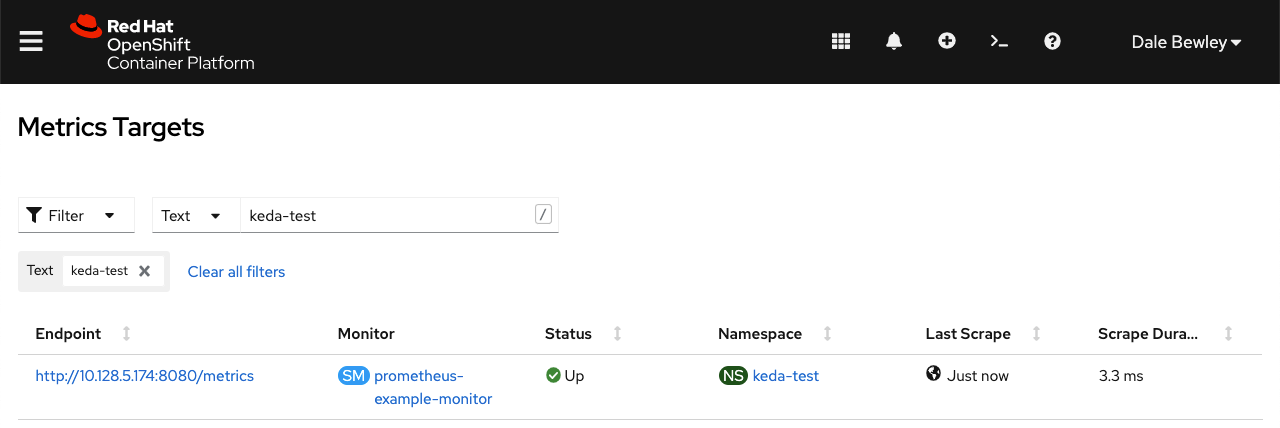 Red Hat
OpenShift
Container Platform
Dale Bewley
Metrics Targets
Filter
Text
keda-test
/
Text
keda-test
Clear all filters
Endpoint
Monitor
Status
Namespace
Last Scrape
Scrape Dura...
http://10.128.5.174:8080/metrics
SM prometheus-
example-monitor
Up
NS keda-test
Just now
3.3 ms